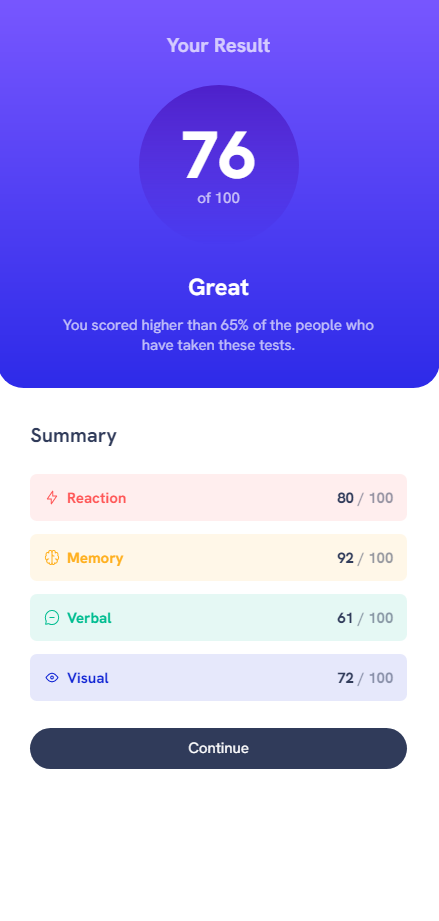 Your Result
76
of 100
Great
You scored higher than 65% of the people who
have taken these tests.
Summary
Reaction 80 / 100
Memory 92 / 100
Verbal 61 / 100
Visual 72 / 100
Continue